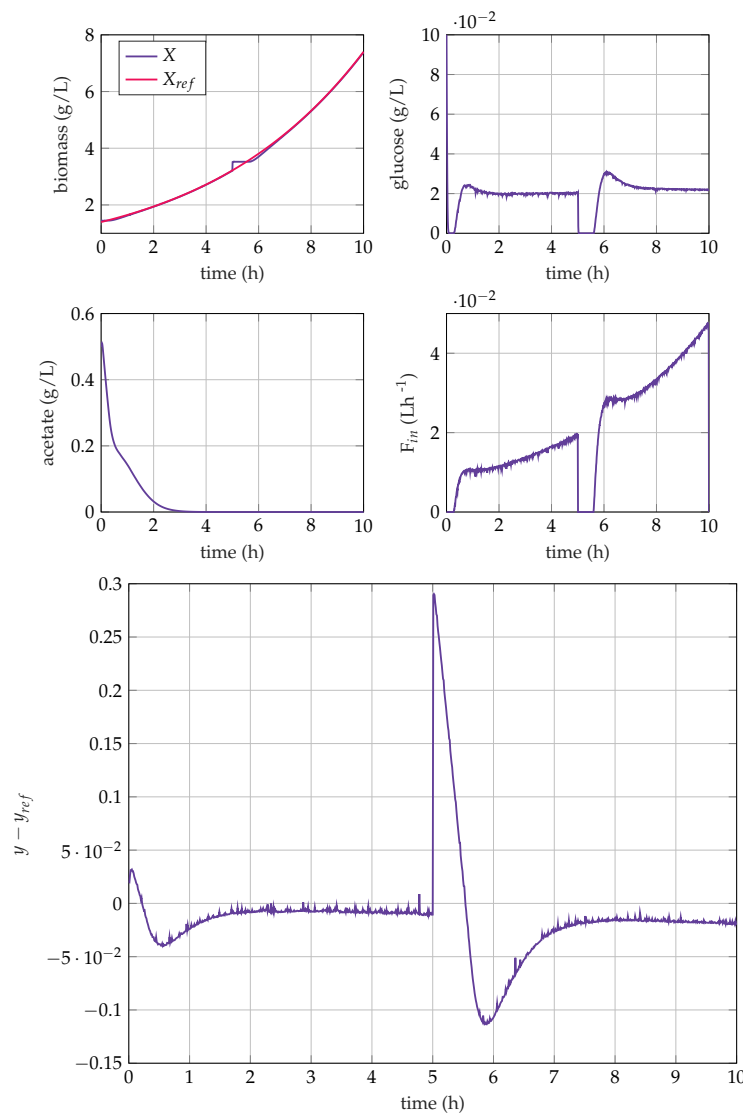 X
X_ref
biomass (g/L)
8
6
4
2
0 2 4 6 8 10
time (h)
·10⁻²
glucose (g/L)
10
8
6
4
2
0
0 2 4 6 8 10
time (h)
acetate (g/L)
0.6
0.4
0.2
0
0 2 4 6 8 10
time (h)
·10⁻²
F_in (Lh⁻¹)
4
2
0
0 2 4 6 8 10
time (h)
y − y_ref
0.3
0.25
0.2
0.15
0.1
5·10⁻²
0
−5·10⁻²
−0.1
−0.15
0 1 2 3 4 5 6 7 8 9 10
time (h)